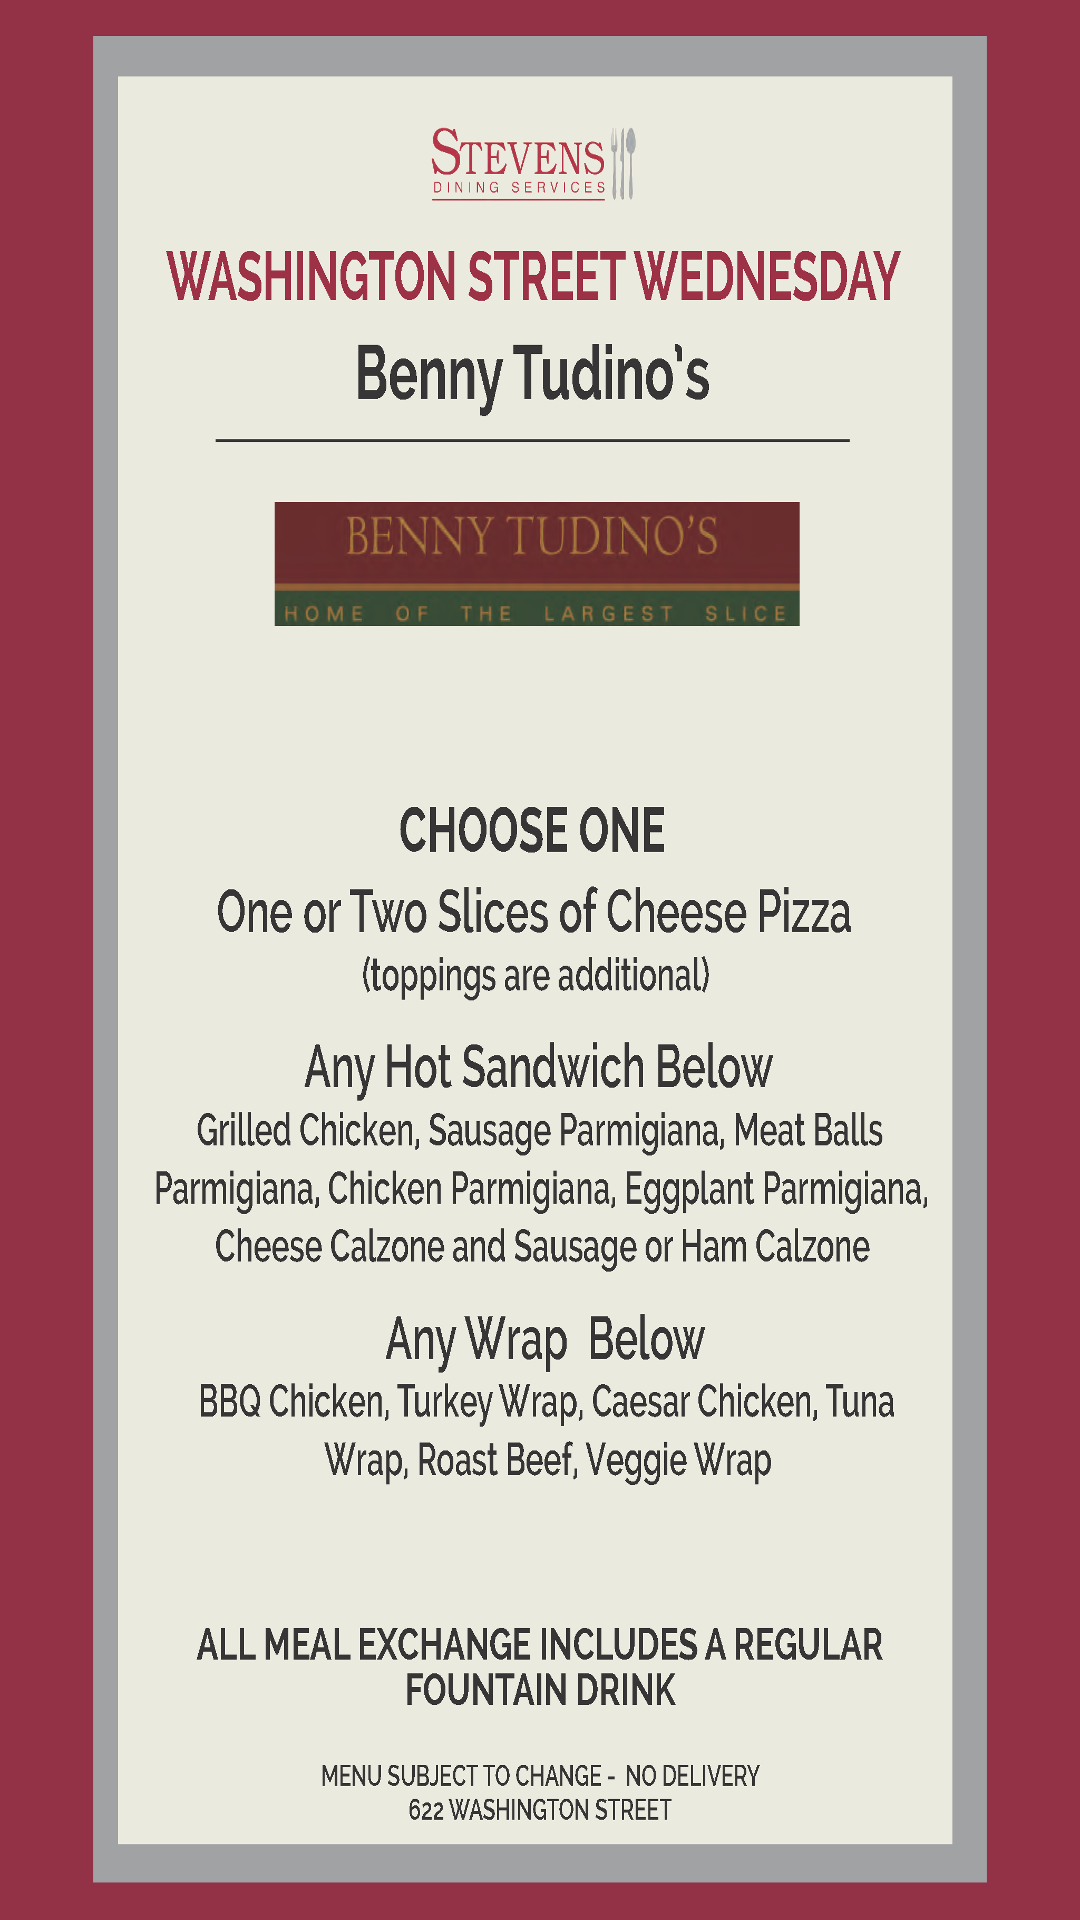 STEVENS
DINING SERVICES
WASHINGTON STREET WEDNESDAY
Benny Tudino's
BENNY TUDINO'S
HOME OF THE LARGEST SLICE
CHOOSE ONE
One or Two Slices of Cheese Pizza
(toppings are additional)
Any Hot Sandwich Below
Grilled Chicken, Sausage Parmigiana, Meat Balls
Parmigiana, Chicken Parmigiana, Eggplant Parmigiana,
Cheese Calzone and Sausage or Ham Calzone
Any Wrap Below
BBQ Chicken, Turkey Wrap, Caesar Chicken, Tuna
Wrap, Roast Beef, Veggie Wrap
ALL MEAL EXCHANGE INCLUDES A REGULAR
FOUNTAIN DRINK
MENU SUBJECT TO CHANGE - NO DELIVERY
622 WASHINGTON STREET